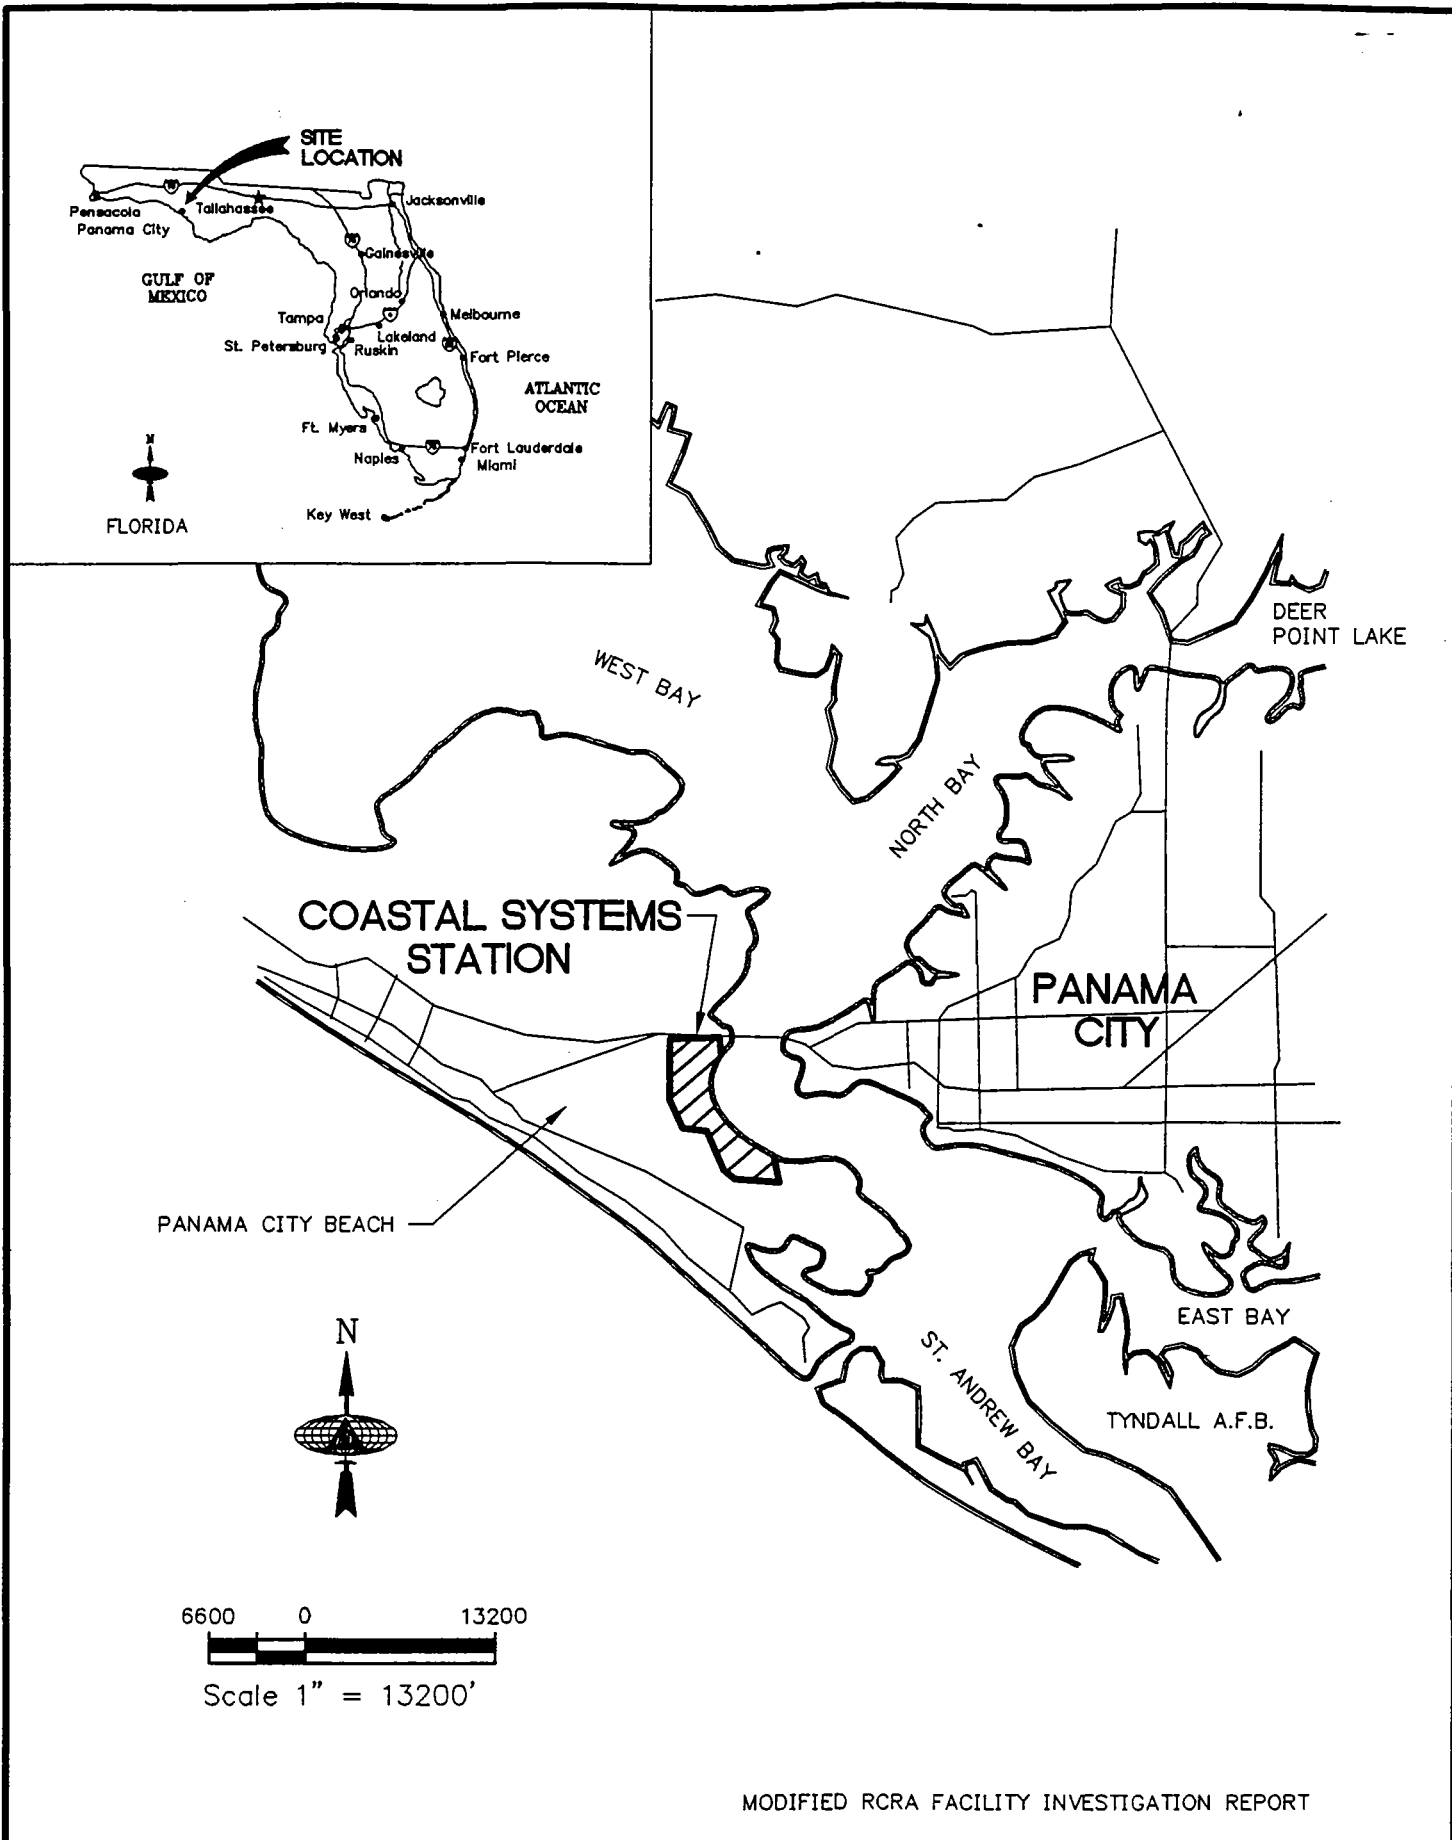 SITE
LOCATION
Jacksonville
Pensacola
Tallahassee
Panama City
Gainesville
GULF OF
MEXICO
Orlando
Tampa
Melbourne
Lakeland
St. Petersburg
Ruskin
Fort Pierce
ATLANTIC
OCEAN
Ft. Myers
Naples
Fort Lauderdale
Miami
N
Key West
FLORIDA
DEER
POINT LAKE
WEST BAY
NORTH BAY
COASTAL SYSTEMS
STATION
PANAMA
CITY
PANAMA CITY BEACH
EAST BAY
ST. ANDREW BAY
TYNDALL A.F.B.
N
6600 0 13200
Scale 1" = 13200'
MODIFIED RCRA FACILITY INVESTIGATION REPORT